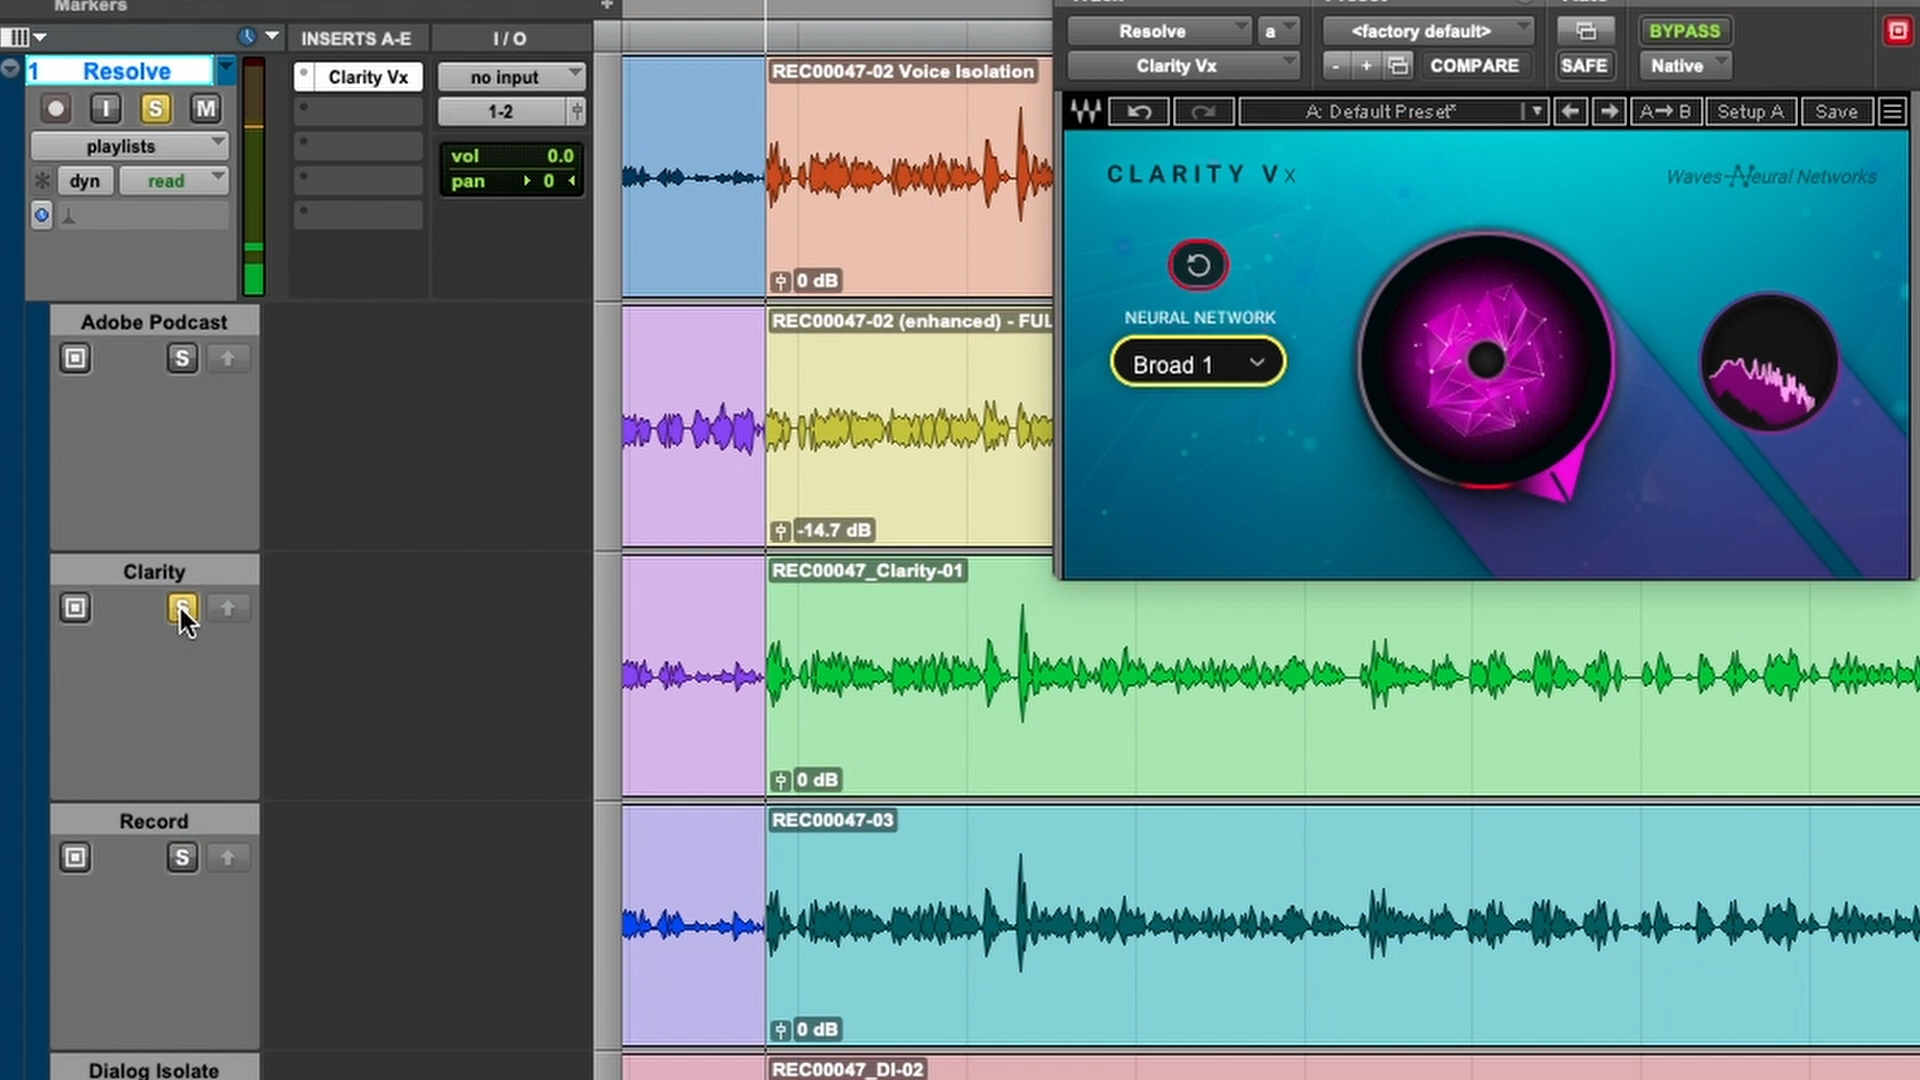 Markers
INSERTS A-E
I / O
1 Resolve
Clarity Vx
no input
I S M
1-2
playlists
vol 0.0
pan 0
dyn read
Adobe Podcast
S
Clarity
S
Record
S
Dialog Isolate
REC00047-02 Voice Isolation
0 dB
REC00047-02 (enhanced) - FUL
-14.7 dB
REC00047_Clarity-01
0 dB
REC00047-03
0 dB
REC00047_DI-02
Resolve a
<factory default>
BYPASS
Clarity Vx
- +
COMPARE
SAFE
Native
A: Default Preset*
A→B
Setup A
Save
CLARITY Vx
Waves Neural Networks
NEURAL NETWORK
Broad 1